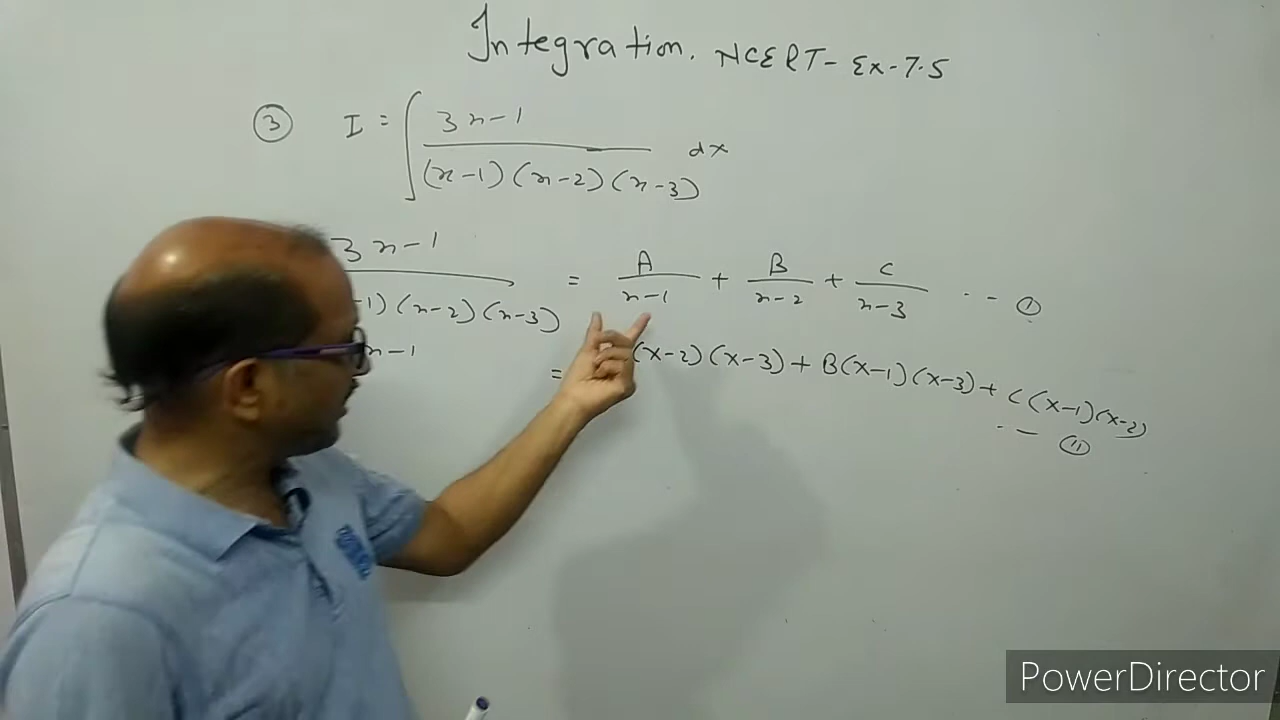 Integration. NCERT- Ex-7.5
③ I = ∫ 3x-1
(x-1)(x-2)(x-3) dx
3x-1
-1)(x-2)(x-3) = A/x-1 + B/x-2 + C/x-3 ... ①
x-1 = (x-2)(x-3) + B(x-1)(x-3) + C(x-1)(x-2)
... ⑪
PowerDirector